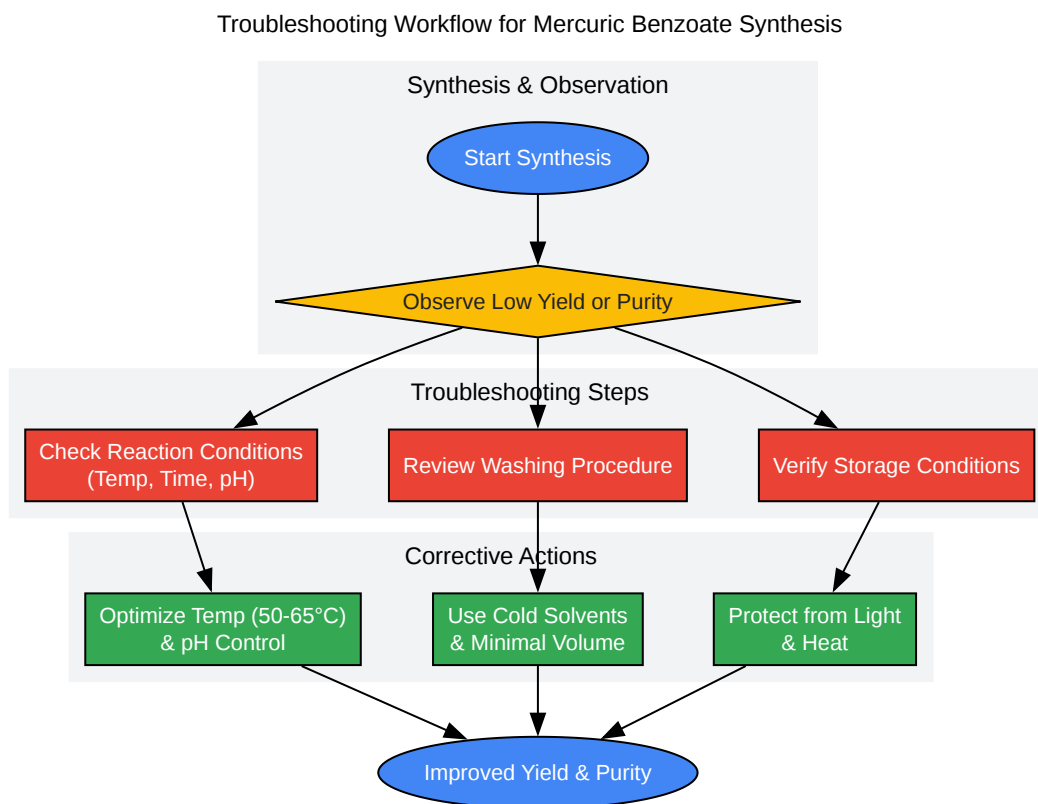 Troubleshooting Workflow for Mercuric Benzoate Synthesis
Synthesis & Observation
Start Synthesis
Observe Low Yield or Purity
Troubleshooting Steps
Check Reaction Conditions
(Temp, Time, pH)
Review Washing Procedure
Verify Storage Conditions
Corrective Actions
Optimize Temp (50-65°C)
& pH Control
Use Cold Solvents
& Minimal Volume
Protect from Light
& Heat
Improved Yield & Purity